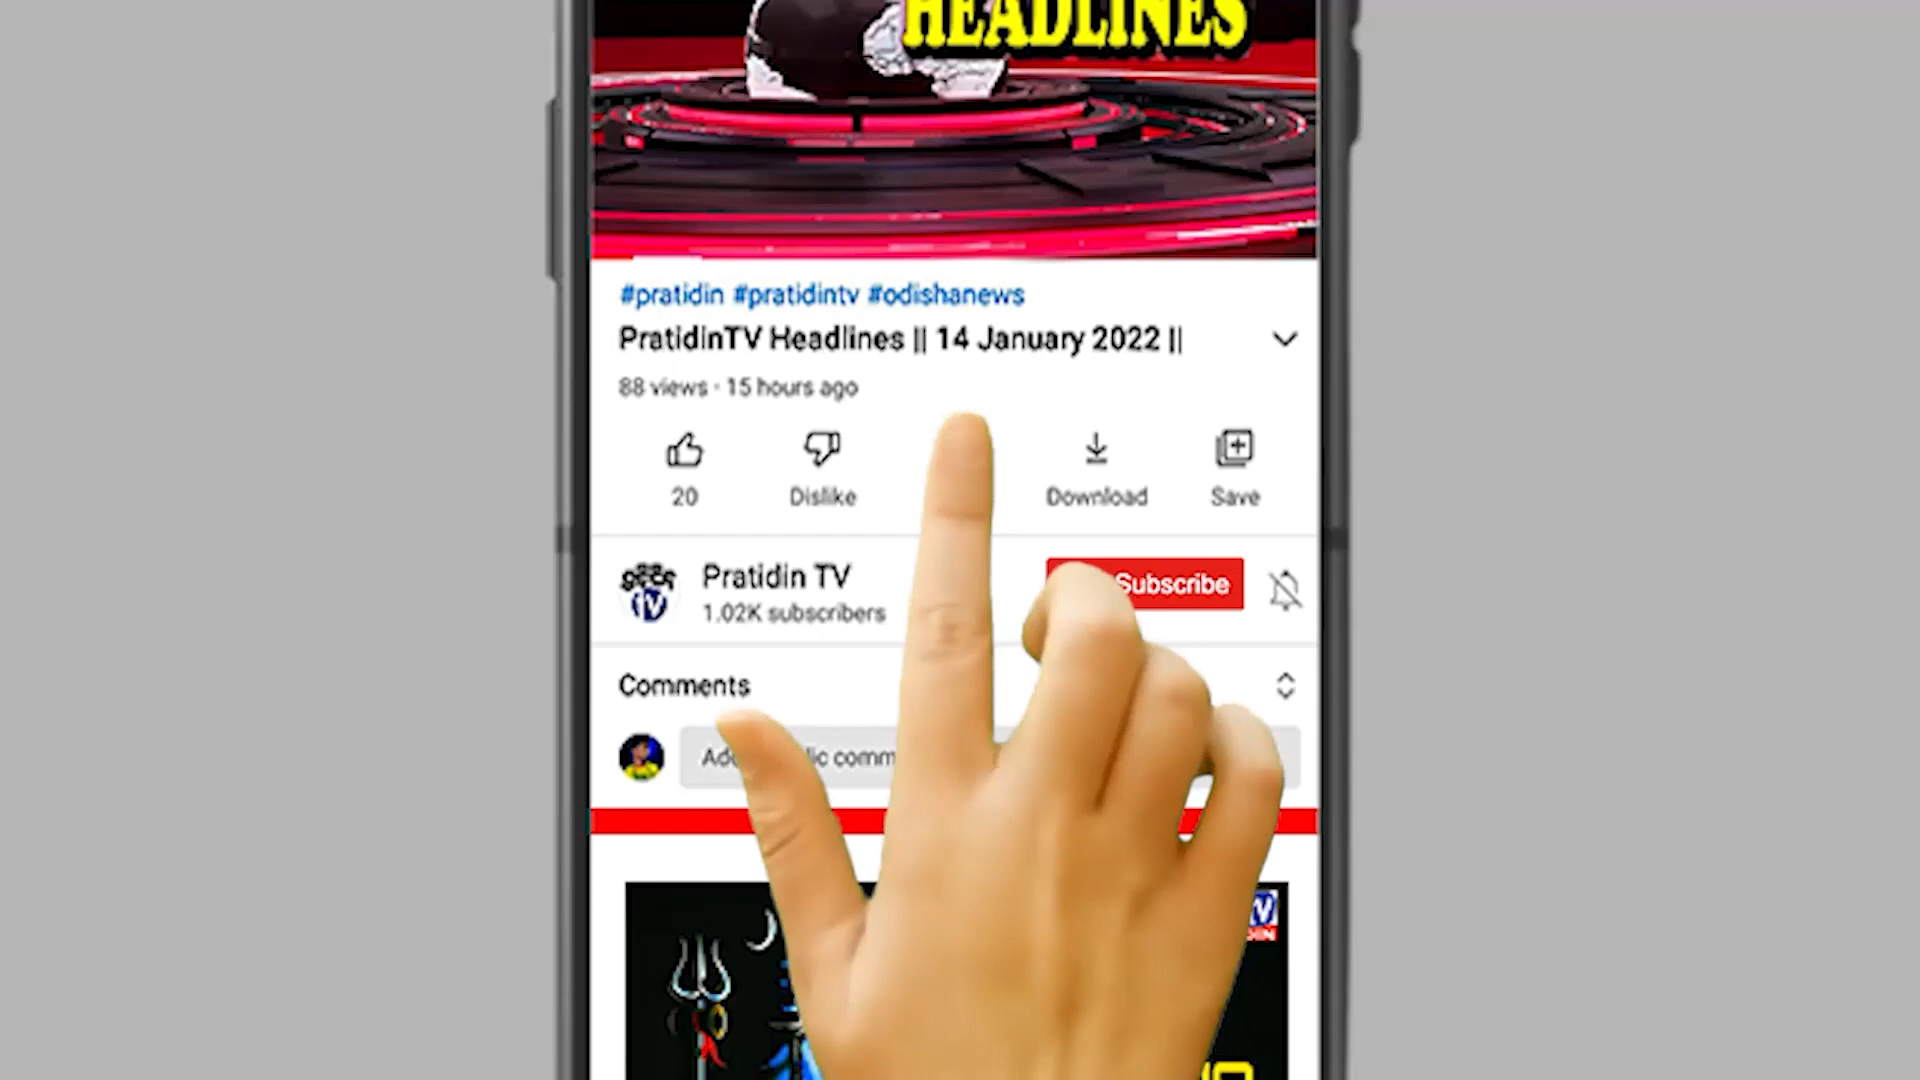 HEADLINES
#pratidin #pratidintv #odishanews
PratidinTV Headlines || 14 January 2022 ||
88 views · 15 hours ago
20
Dislike
Download
Save
Pratidin TV
1.02K subscribers
Subscribe
TV
Comments